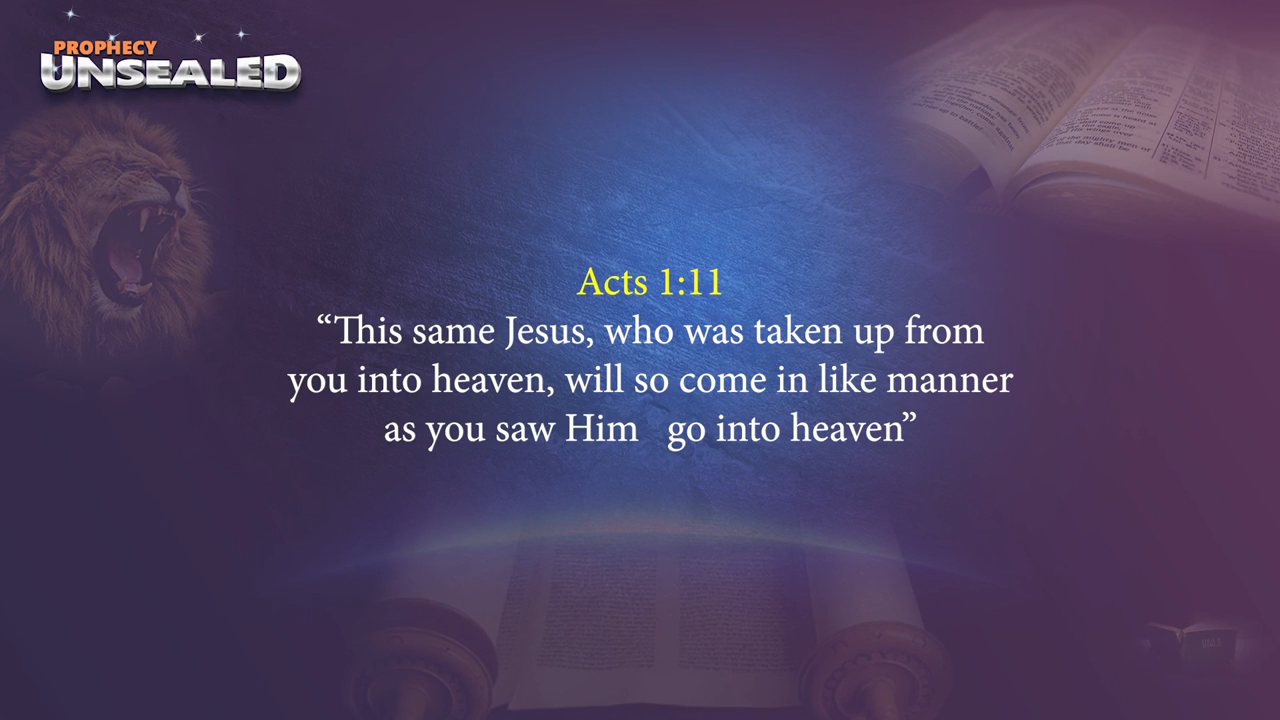 PROPHECY
UNSEALED
Acts 1:11
“This same Jesus, who was taken up from
you into heaven, will so come in like manner
as you saw Him go into heaven”